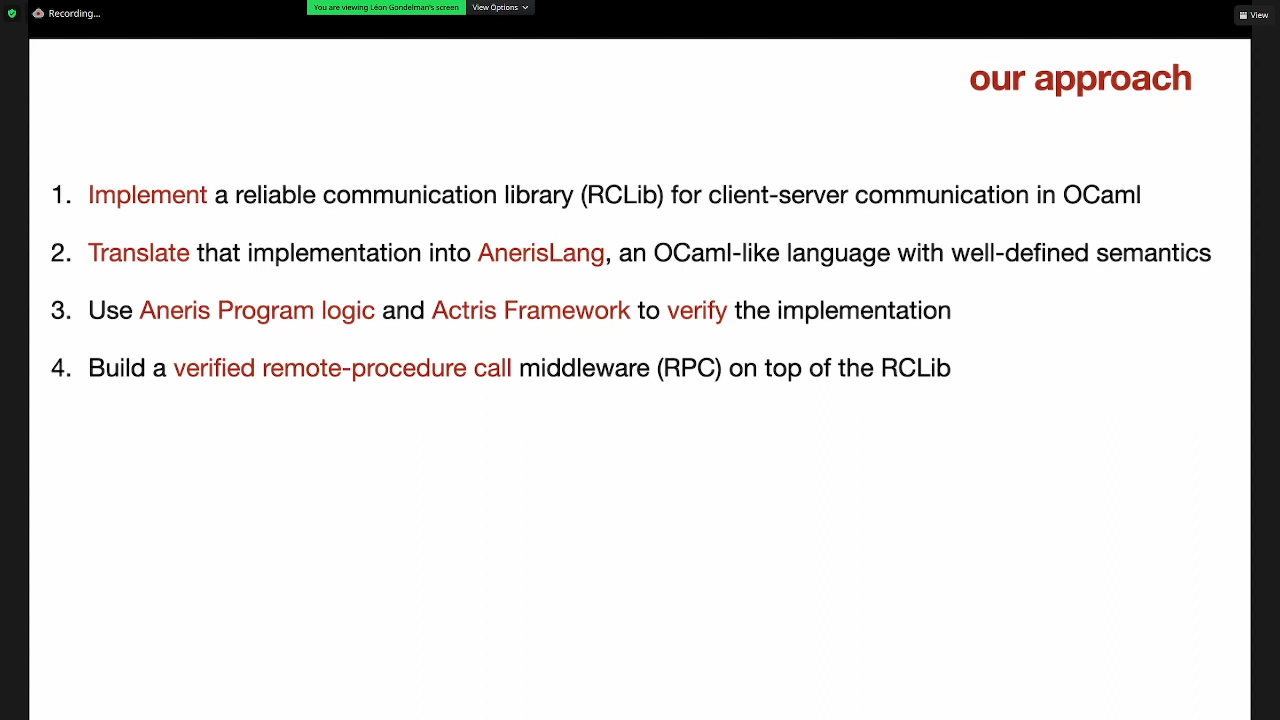 Recording...
You are viewing Léon Gondelman's screen
View Options
View
our approach
1. Implement a reliable communication library (RCLib) for client-server communication in OCaml
2. Translate that implementation into AnerisLang, an OCaml-like language with well-defined semantics
3. Use Aneris Program logic and Actris Framework to verify the implementation
4. Build a verified remote-procedure call middleware (RPC) on top of the RCLib